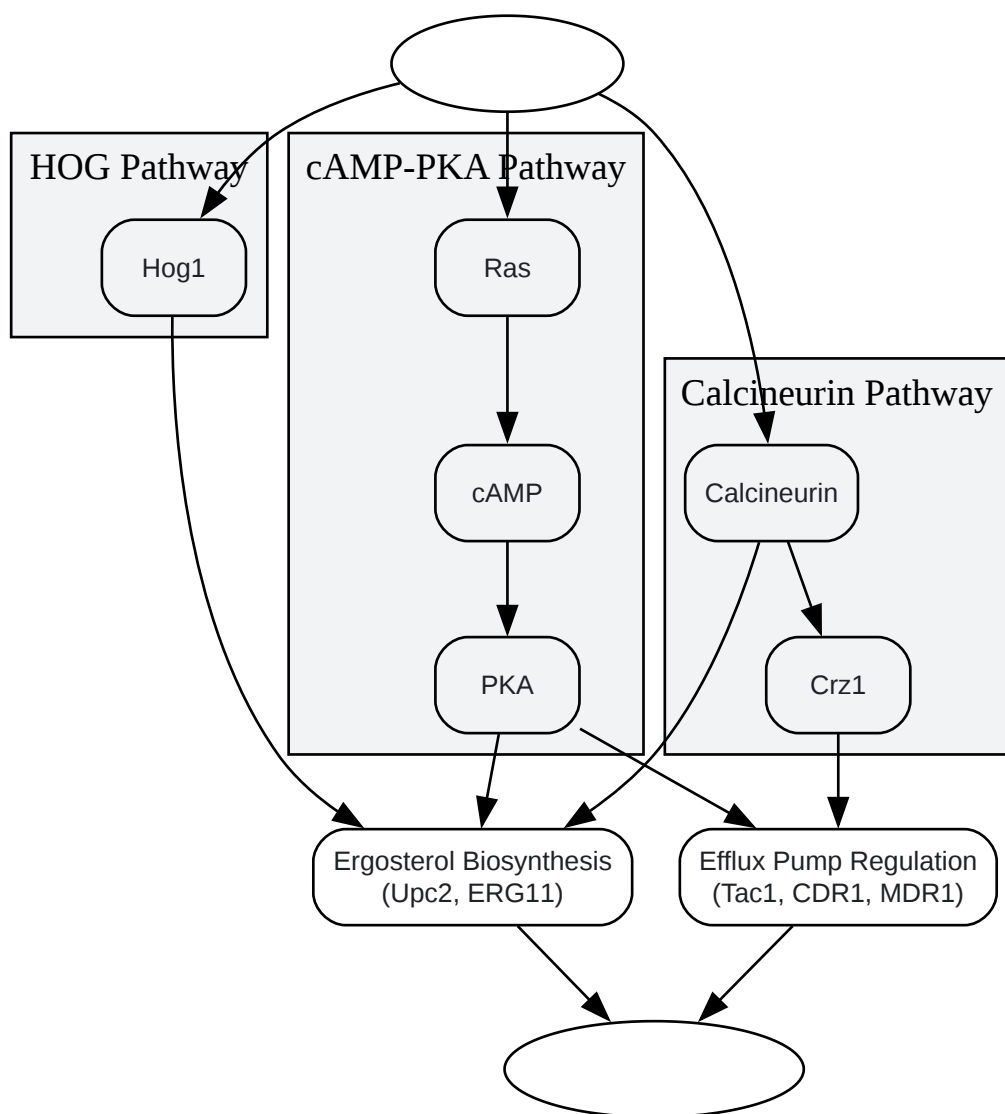 HOG Pathway
cAMP-PKA Pathway
Hog1
Ras
Calcineurin Pathway
cAMP
Calcineurin
PKA
Crz1
Ergosterol Biosynthesis
(Upc2, ERG11)
Efflux Pump Regulation
(Tac1, CDR1, MDR1)